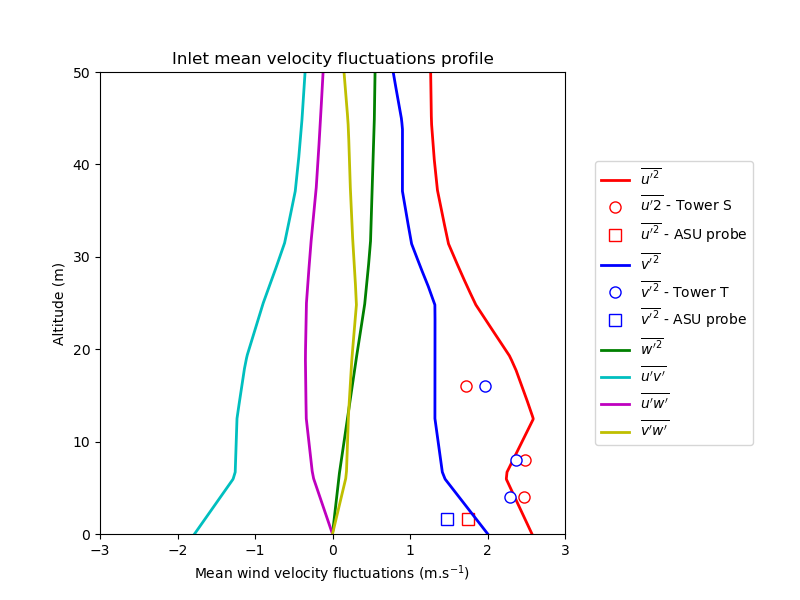 Inlet mean velocity fluctuations profile
50
40
30
20
10
0
Altitude (m)
−3
−2
−1
0
1
2
3
Mean wind velocity fluctuations (m.s⁻¹)
u′²
u′2 - Tower S
u′² - ASU probe
v′²
v′² - Tower T
v′² - ASU probe
w′²
u′v′
u′w′
v′w′